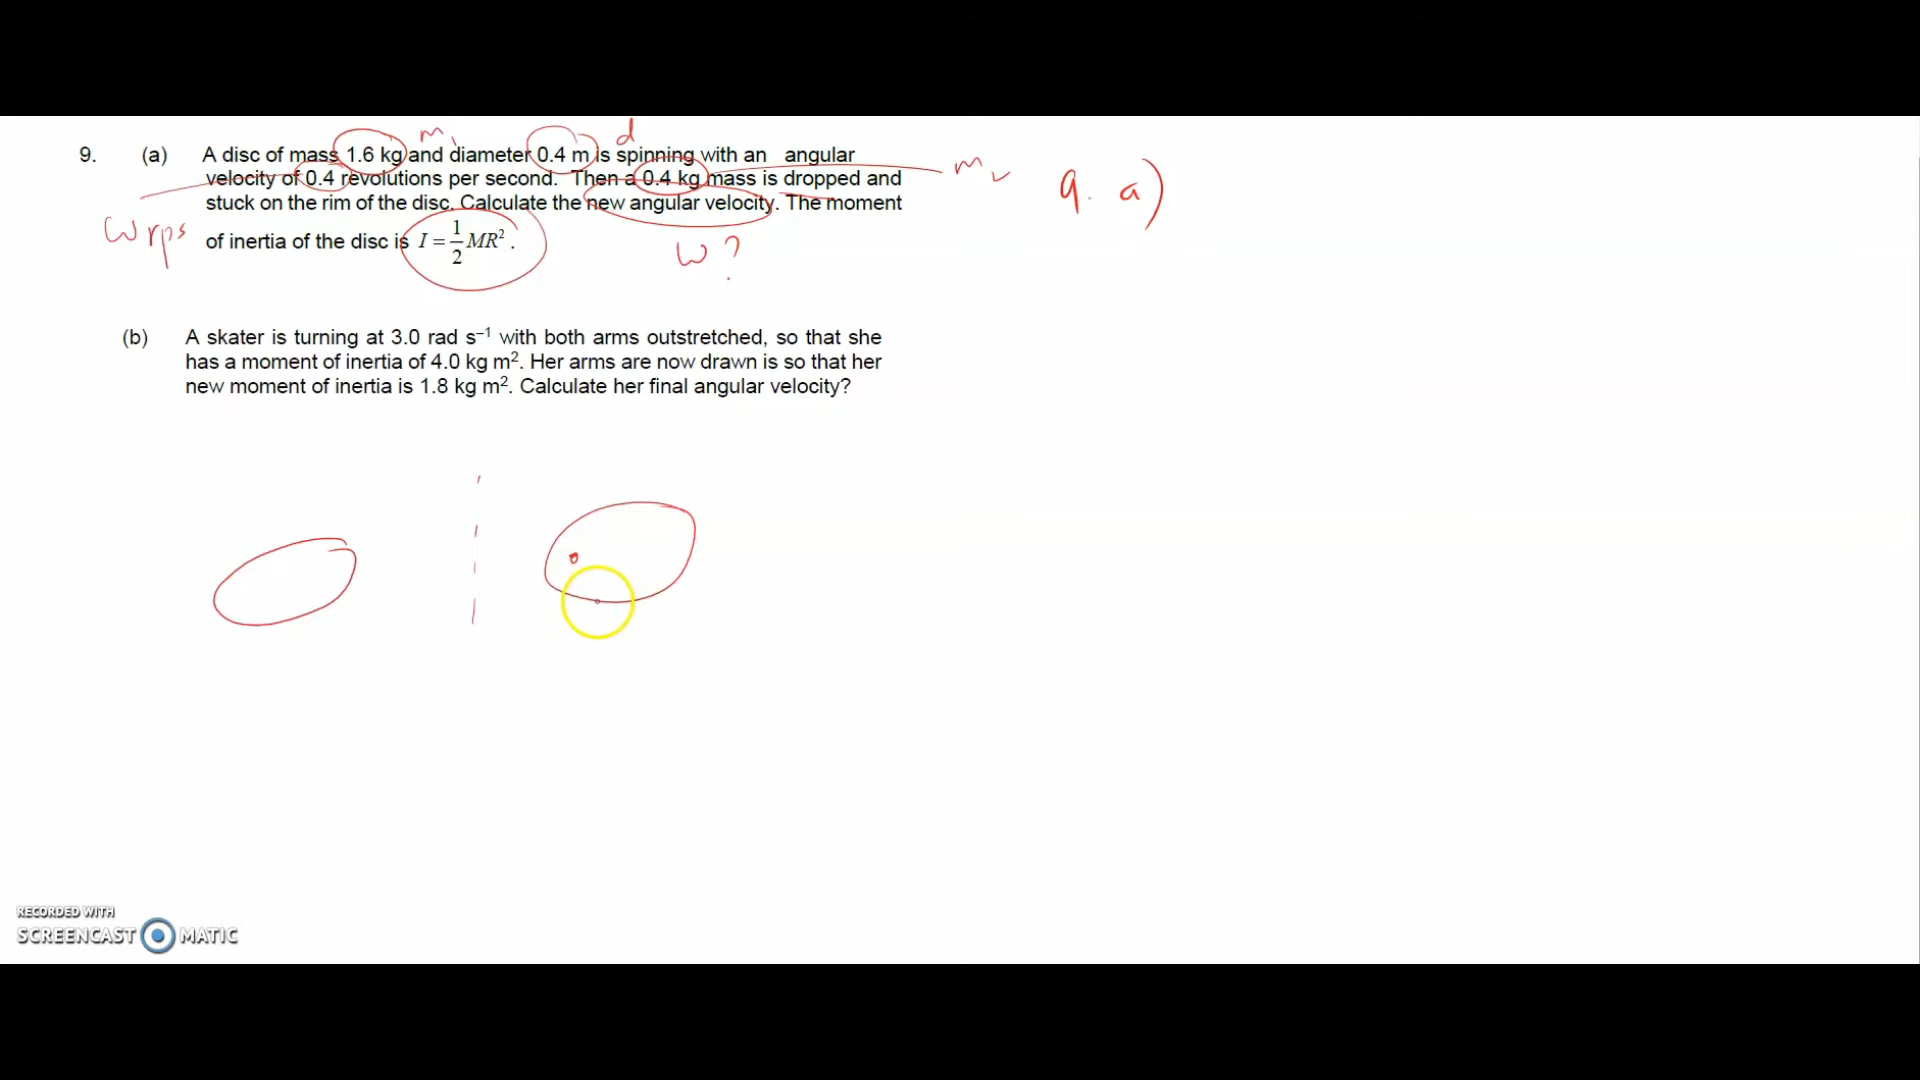 m₁ d
9. (a) A disc of mass 1.6 kg and diameter 0.4 m is spinning with an angular
velocity of 0.4 revolutions per second. Then a 0.4 kg mass is dropped and
m₂ 9. a)
stuck on the rim of the disc. Calculate the new angular velocity. The moment
ω rps
of inertia of the disc is I = 1/2 MR².
ω?
(b) A skater is turning at 3.0 rad s⁻¹ with both arms outstretched, so that she
has a moment of inertia of 4.0 kg m². Her arms are now drawn is so that her
new moment of inertia is 1.8 kg m². Calculate her final angular velocity?
RECORDED WITH
SCREENCAST MATIC